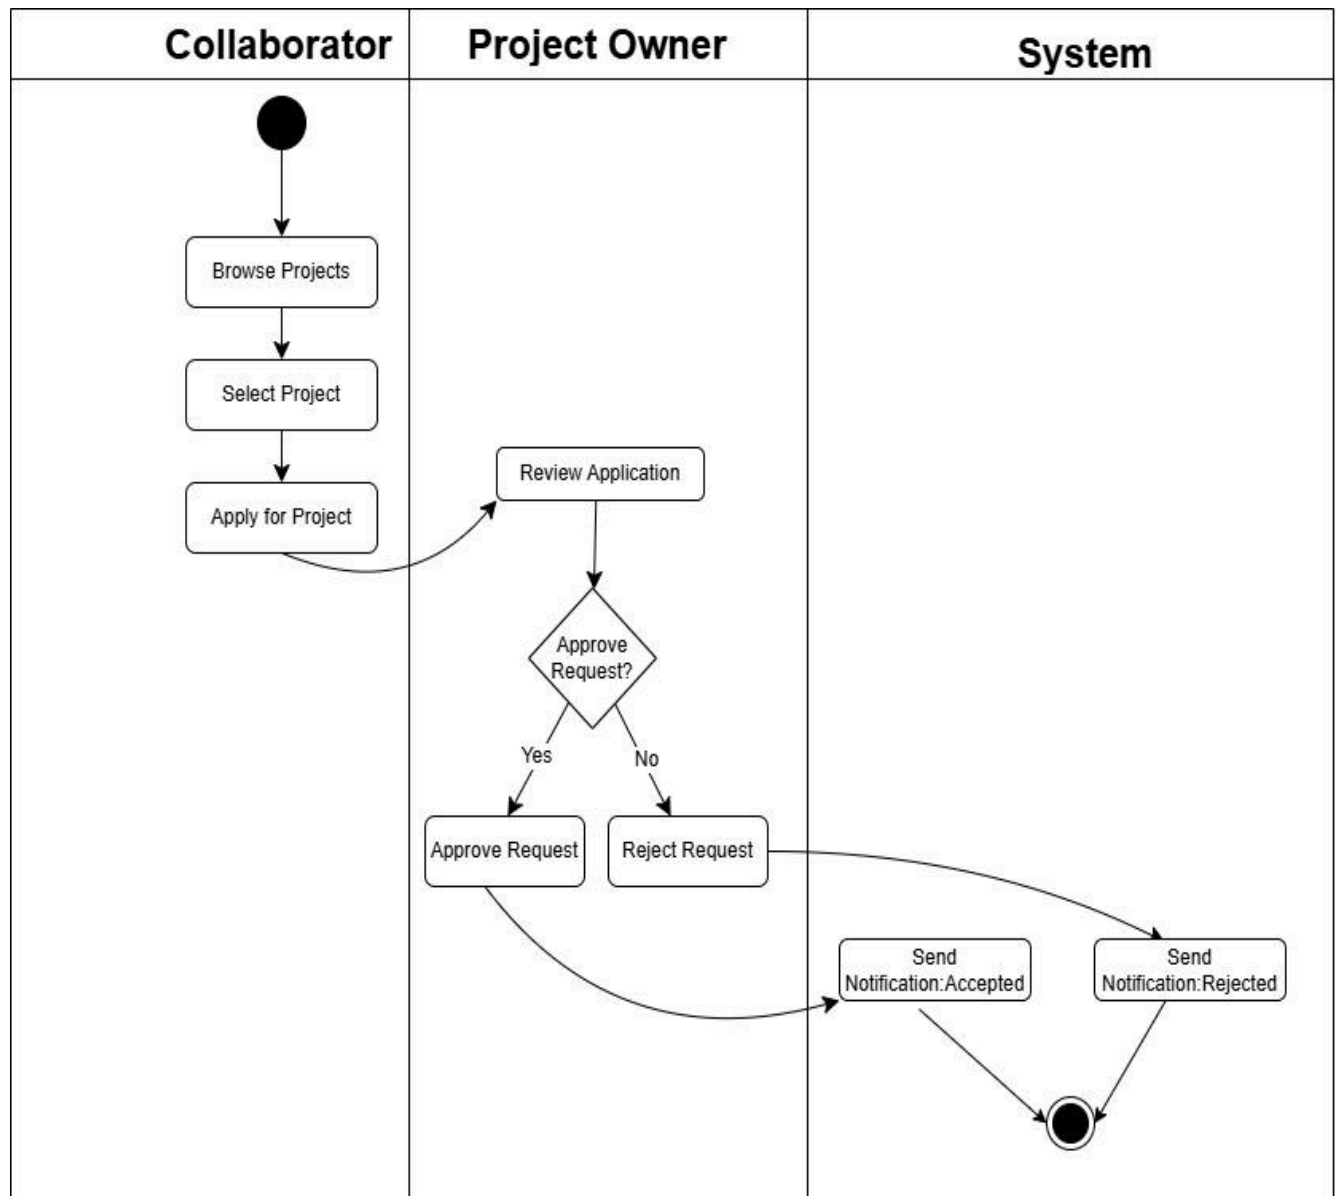 Collaborator
Project Owner
System
Browse Projects
Select Project
Apply for Project
Review Application
Approve
Request?
Yes
No
Approve Request
Reject Request
Send
Notification:Accepted
Send
Notification:Rejected